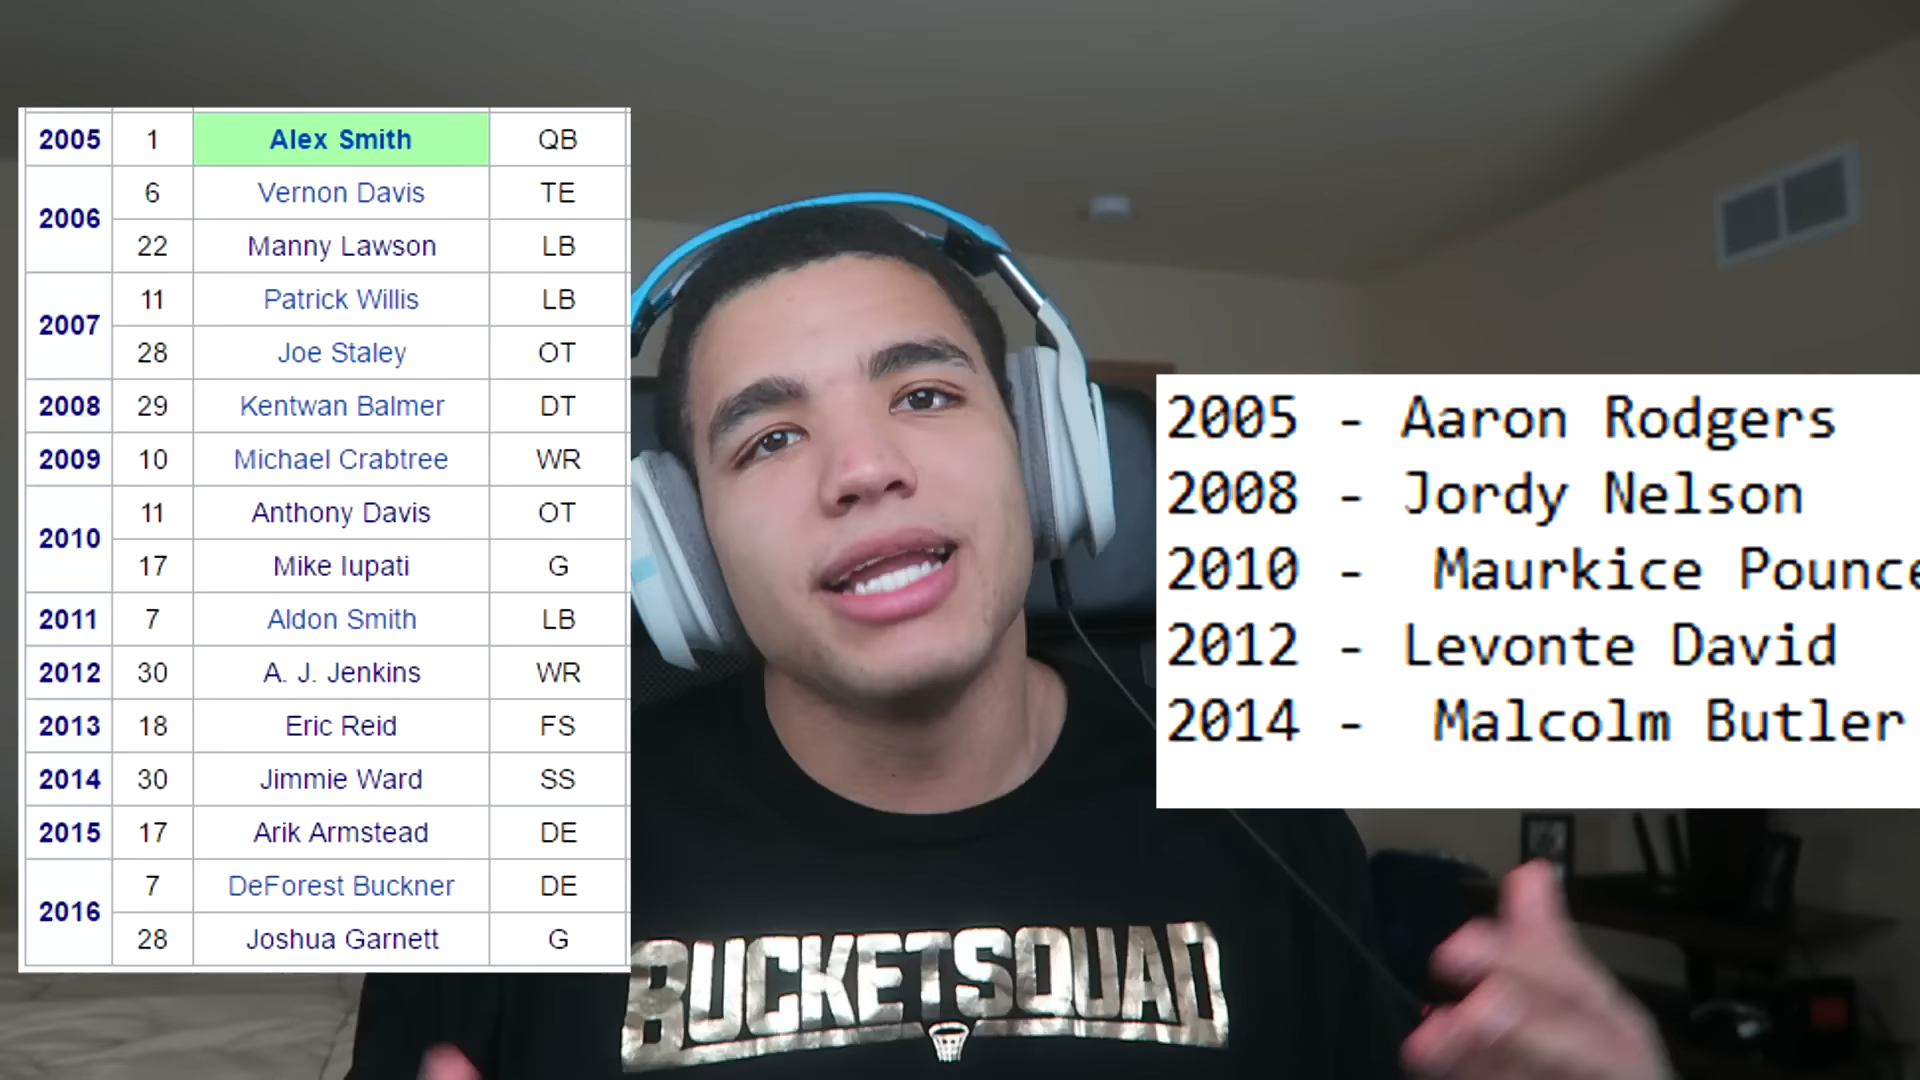 2005 1 Alex Smith QB
2006 6 Vernon Davis TE
22 Manny Lawson LB
2007 11 Patrick Willis LB
28 Joe Staley OT
2008 29 Kentwan Balmer DT
2009 10 Michael Crabtree WR
2010 11 Anthony Davis OT
17 Mike Iupati G
2011 7 Aldon Smith LB
2012 30 A. J. Jenkins WR
2013 18 Eric Reid FS
2014 30 Jimmie Ward SS
2015 17 Arik Armstead DE
2016 7 DeForest Buckner DE
28 Joshua Garnett G
2005 - Aaron Rodgers
2008 - Jordy Nelson
2010 - Maurkice Pounce
2012 - Levonte David
2014 - Malcolm Butler
BUCKETSQUAD